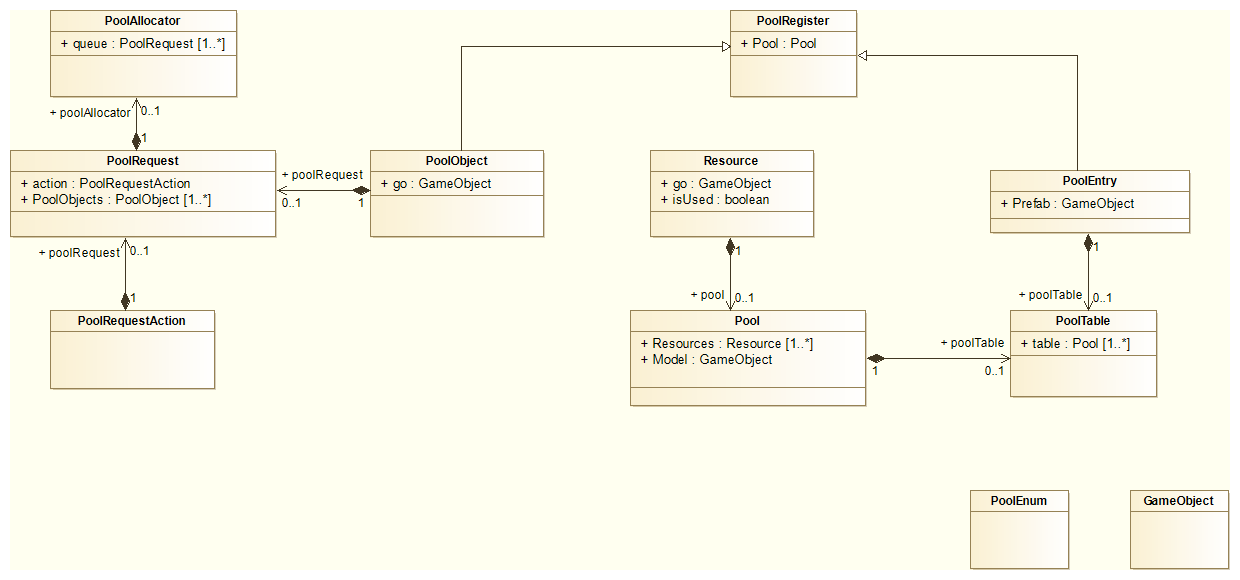 PoolAllocator
+ queue : PoolRequest [1..*]
PoolRegister
+ Pool : Pool
+ poolAllocator
0..1
1
PoolRequest
+ action : PoolRequestAction
+ PoolObjects : PoolObject [1..*]
+ poolRequest
0..1
1
PoolObject
+ go : GameObject
Resource
+ go : GameObject
+ isUsed : boolean
PoolEntry
+ Prefab : GameObject
+ poolRequest
0..1
1
PoolRequestAction
1
+ pool
0..1
1
+ poolTable
0..1
Pool
+ Resources : Resource [1..*]
+ Model : GameObject
+ poolTable
1
0..1
PoolTable
+ table : Pool [1..*]
PoolEnum
GameObject